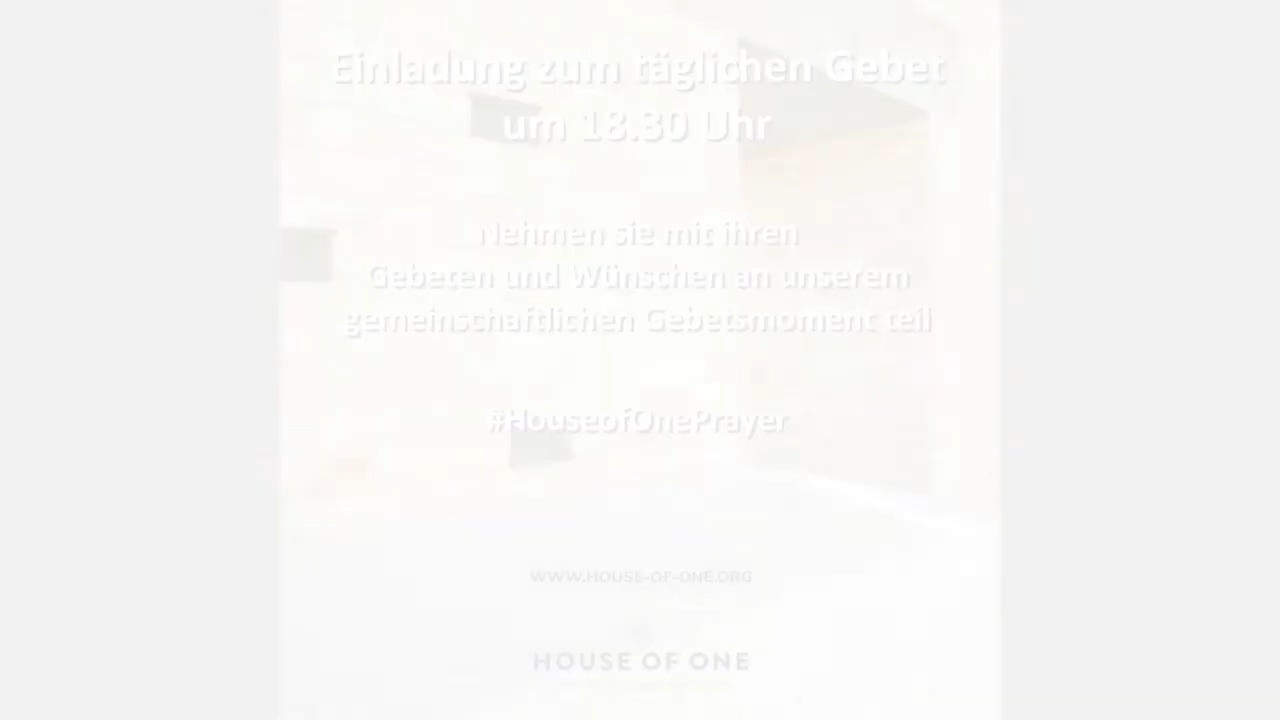 Einladung zum täglichen Gebet
um 18.30 Uhr
Nehmen sie mit ihren
Gebeten und Wünschen an unserem
gemeinschaftlichen Gebetsmoment teil
#HouseofOnePrayer
WWW.HOUSE-OF-ONE.ORG
HOUSE OF ONE